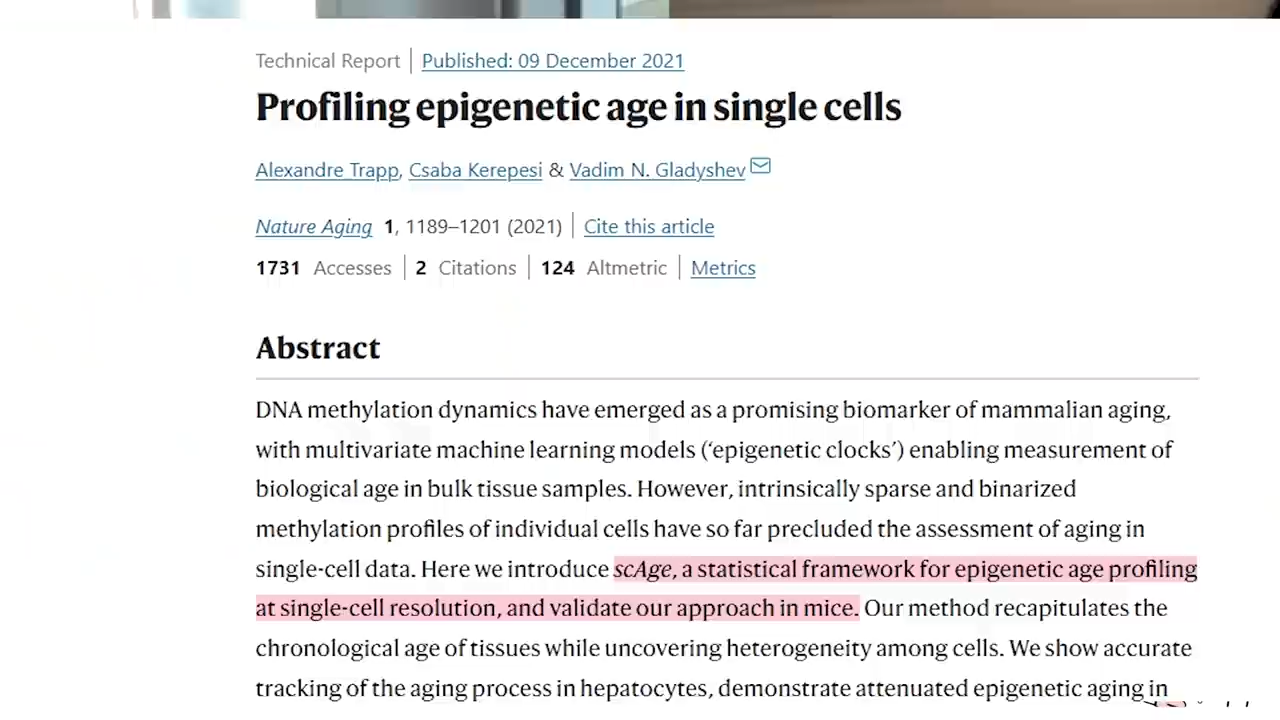 Technical Report | Published: 09 December 2021
Profiling epigenetic age in single cells
Alexandre Trapp, Csaba Kerepesi & Vadim N. Gladyshev
Nature Aging 1, 1189–1201 (2021) | Cite this article
1731 Accesses | 2 Citations | 124 Altmetric | Metrics
Abstract
DNA methylation dynamics have emerged as a promising biomarker of mammalian aging,
with multivariate machine learning models (‘epigenetic clocks’) enabling measurement of
biological age in bulk tissue samples. However, intrinsically sparse and binarized
methylation profiles of individual cells have so far precluded the assessment of aging in
single-cell data. Here we introduce scAge, a statistical framework for epigenetic age profiling
at single-cell resolution, and validate our approach in mice. Our method recapitulates the
chronological age of tissues while uncovering heterogeneity among cells. We show accurate
tracking of the aging process in hepatocytes, demonstrate attenuated epigenetic aging in